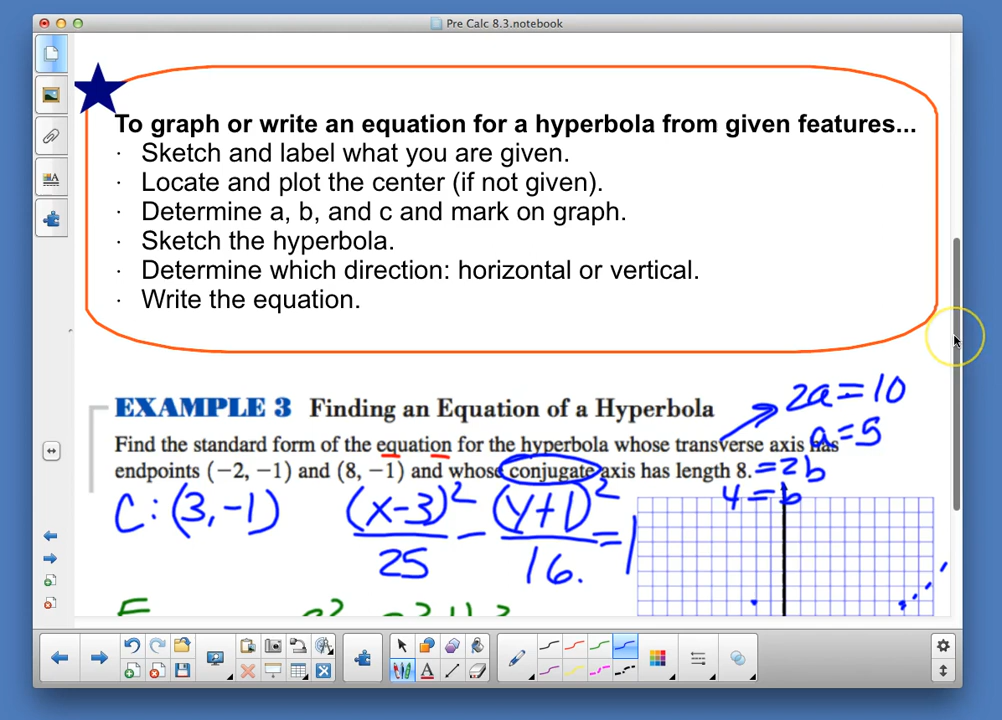 Pre Calc 8.3.notebook
To graph or write an equation for a hyperbola from given features...
· Sketch and label what you are given.
· Locate and plot the center (if not given).
· Determine a, b, and c and mark on graph.
· Sketch the hyperbola.
· Determine which direction: horizontal or vertical.
· Write the equation.
2a = 10
EXAMPLE 3 Finding an Equation of a Hyperbola
a = 5
Find the standard form of the equation for the hyperbola whose transverse axis has
endpoints (−2, −1) and (8, −1) and whose conjugate axis has length 8. = 2b
4 = b
C: (3, -1) (x-3)² / 25 - (y+1)² / 16. = 1